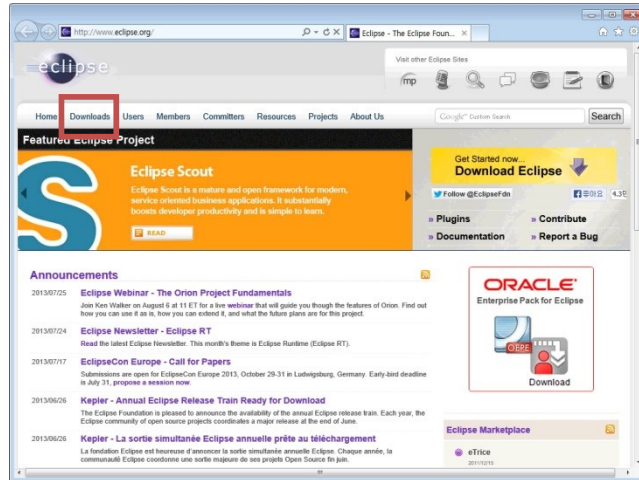 http://www.eclipse.org/
Eclipse - The Eclipse Foun...
eclipse
Visit other Eclipse Sites
mp
Home Downloads Users Members Committers Resources Projects About Us
Google™ Custom Search
Search
Featured Eclipse Project
Eclipse Scout
Eclipse Scout is a mature and open framework for modern,
service oriented business applications. It substantially
boosts developer productivity and is simple to learn.
READ
Get Started now...
Download Eclipse
Follow @EclipseFdn
좋아요
» Plugins
» Contribute
» Documentation
» Report a Bug
Announcements
2013/07/25 Eclipse Webinar - The Orion Project Fundamentals
Join Ken Walker on August 6 at 11 ET for a live webinar that will guide you though the features of Orion. Find out
how you can use it as is, how you can extend it, and what the future plans are for this project.
2013/07/24 Eclipse Newsletter - Eclipse RT
Read the latest Eclipse Newsletter. This month's theme is Eclipse Runtime (Eclipse RT).
2013/07/17 EclipseCon Europe - Call for Papers
Submissions are open for EclipseCon Europe 2013, October 29-31 in Ludwigsburg, Germany. Early-bird deadline
is July 31, propose a session now.
2013/06/26 Kepler - Annual Eclipse Release Train Ready for Download
The Eclipse Foundation is pleased to announce the availability of the annual Eclipse release train. Each year, the
Eclipse community of open source projects coordinates a major release at the end of June.
2013/06/26 Kepler - La sortie simultanée Eclipse annuelle prête au téléchargement
La fondation Eclipse est heureuse d'annoncer la sortie simultanée annuelle Eclipse. Chaque année, la
communauté Eclipse coordonne une sortie majeure de ses projets Open Source fin juin.
ORACLE
Enterprise Pack for Eclipse
OEPE
Download
Eclipse Marketplace
eTrice
2011/12/15